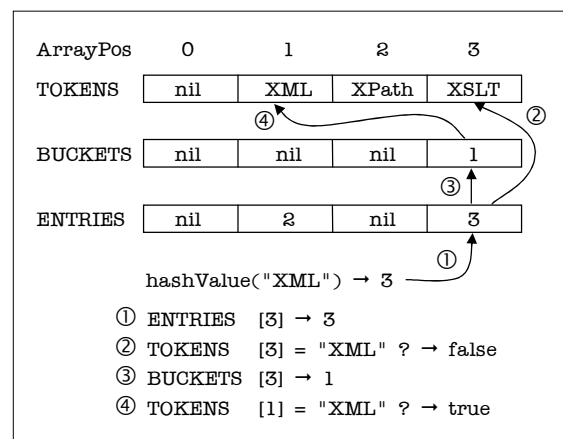 ArrayPos 0 1 2 3
TOKENS nil XML XPath XSLT
④ ②
BUCKETS nil nil nil 1
③
ENTRIES nil 2 nil 3
①
hashValue("XML") → 3
① ENTRIES [3] → 3
② TOKENS [3] = "XML" ? → false
③ BUCKETS [3] → 1
④ TOKENS [1] = "XML" ? → true